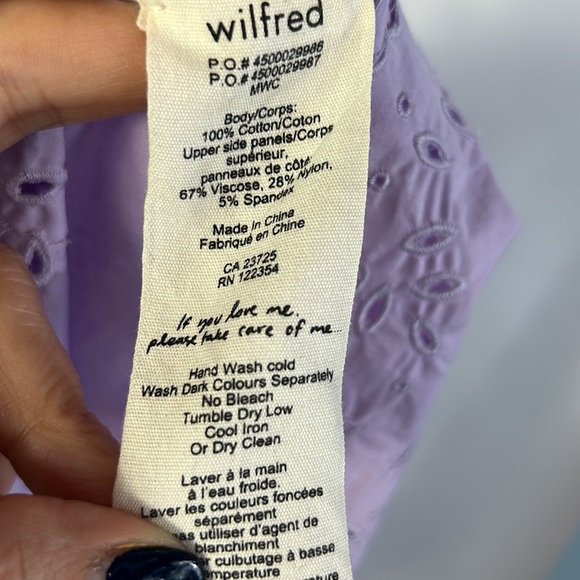 wilfred
P.O.# 4500029986
P.O.# 4500029987
MWC
Body/Corps:
100% Cotton/Coton
Upper side panels/Corps
supérieur,
panneaux de côté
67% Viscose, 28% Nylon,
5% Spandex
Made in China
Fabriqué en Chine
CA 23725
RN 122354
If you love me,
please take care of me...
Hand Wash cold
Wash Dark Colours Separately
No Bleach
Tumble Dry Low
Cool Iron
Or Dry Clean
Laver à la main
à l'eau froide.
Laver les couleurs foncées
séparément
utiliser d'agent de
blanchiment
culbutage à basse
température